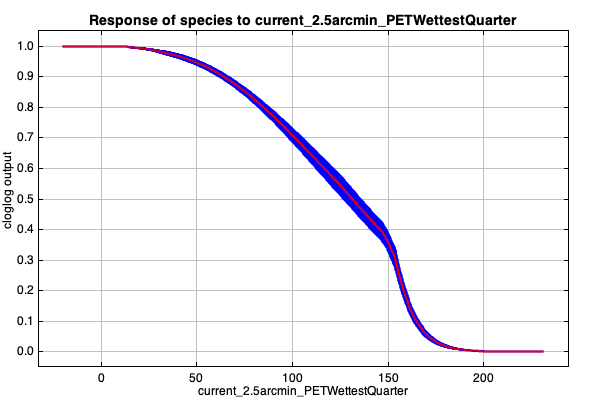 Response of species to current_2.5arcmin_PETWettestQuarter
1.0
0.9
0.8
0.7
0.6
0.5
0.4
0.3
0.2
0.1
0.0
cloglog output
0 50 100 150 200
current_2.5arcmin_PETWettestQuarter